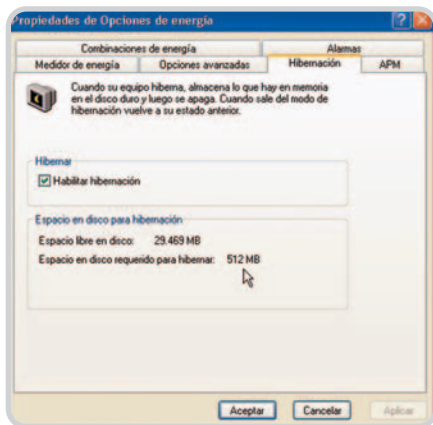 Propiedades de Opciones de energía
Combinaciones de energía
Alarmas
Medidor de energía
Opciones avanzadas
Hibernación
APM
Cuando su equipo hiberna, almacena lo que hay en memoria
en el disco duro y luego se apaga. Cuando sale del modo de
hibernación vuelve a su estado anterior.
Hibernar
Habilitar hibernación
Espacio en disco para hibernación
Espacio libre en disco: 29.469 MB
Espacio en disco requerido para hibernar: 512 MB
Aceptar
Cancelar
Aplicar